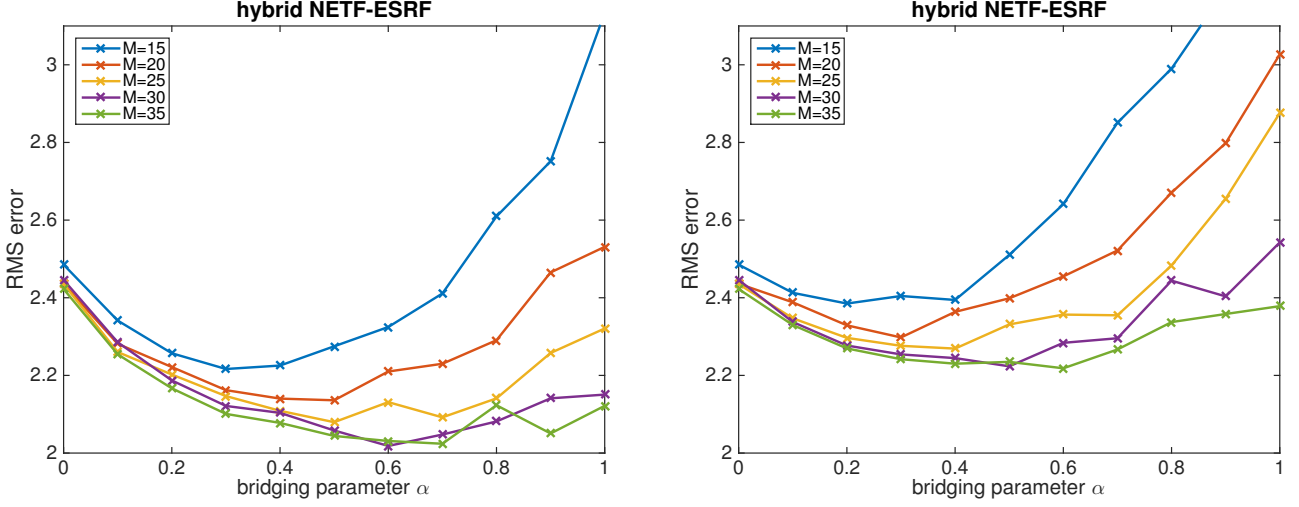 hybrid NETF-ESRF
M=15
M=20
M=25
M=30
M=35
3
2.8
2.6
2.4
2.2
2
RMS error
0
0.2
0.4
0.6
0.8
1
bridging parameter α
hybrid NETF-ESRF
M=15
M=20
M=25
M=30
M=35
3
2.8
2.6
2.4
2.2
2
RMS error
0
0.2
0.4
0.6
0.8
1
bridging parameter α